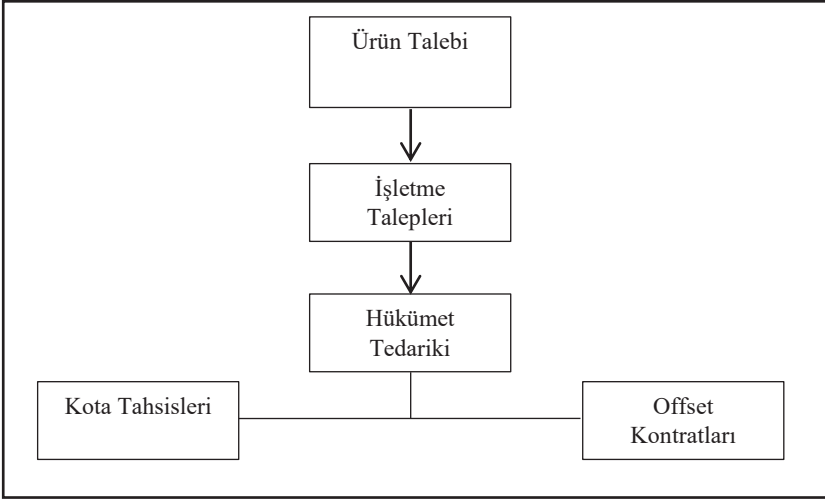 Ürün Talebi
İşletme
Talepleri
Hükümet
Tedariki
Kota Tahsisleri
Offset
Kontratları